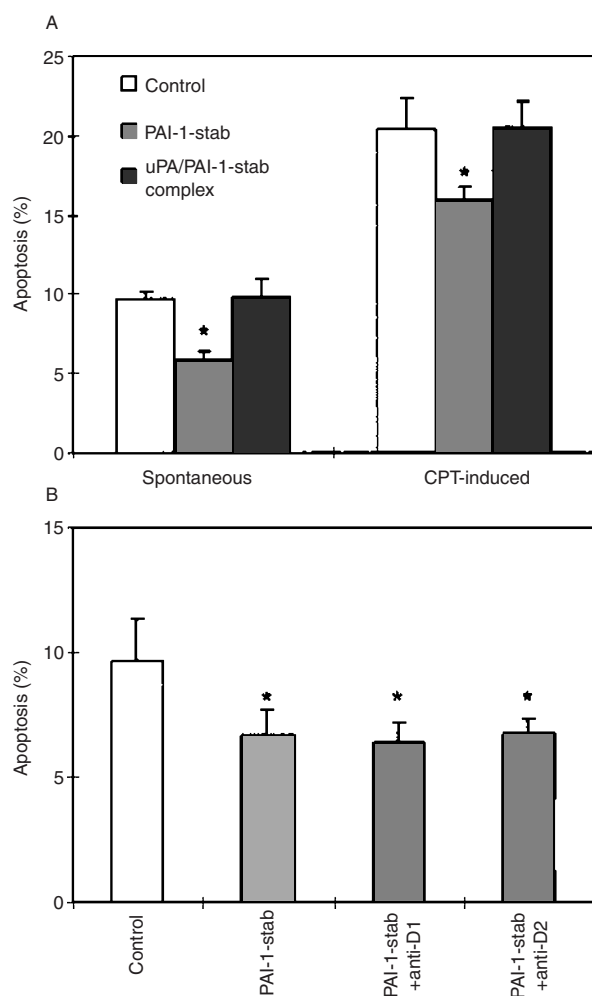 A
25
20
15
10
5
0
Apoptosis (%)
Control
PAI-1-stab
uPA/PAI-1-stab
complex
*
*
Spontaneous
CPT-induced
B
15
10
5
0
Apoptosis (%)
*
*
*
Control
PAI-1-stab
PAI-1-stab
+anti-D1
PAI-1-stab
+anti-D2